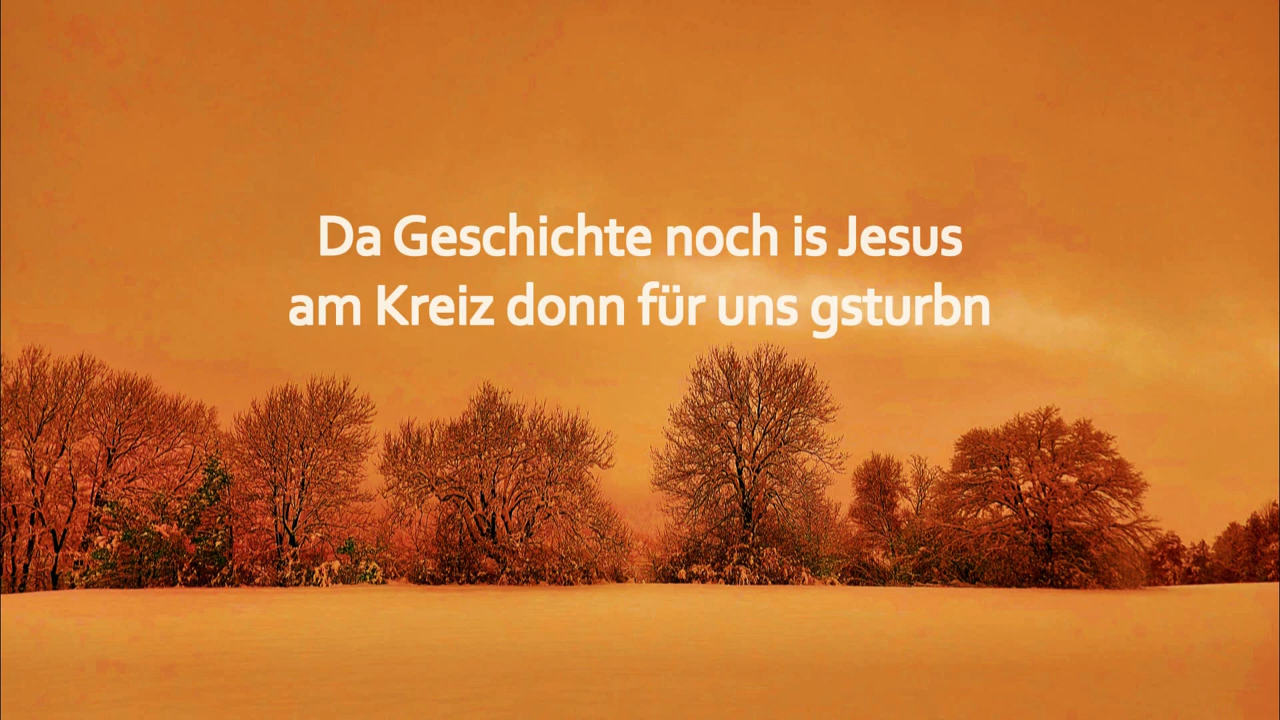 Da Geschichte noch is Jesus
am Kreiz donn für uns gsturbn